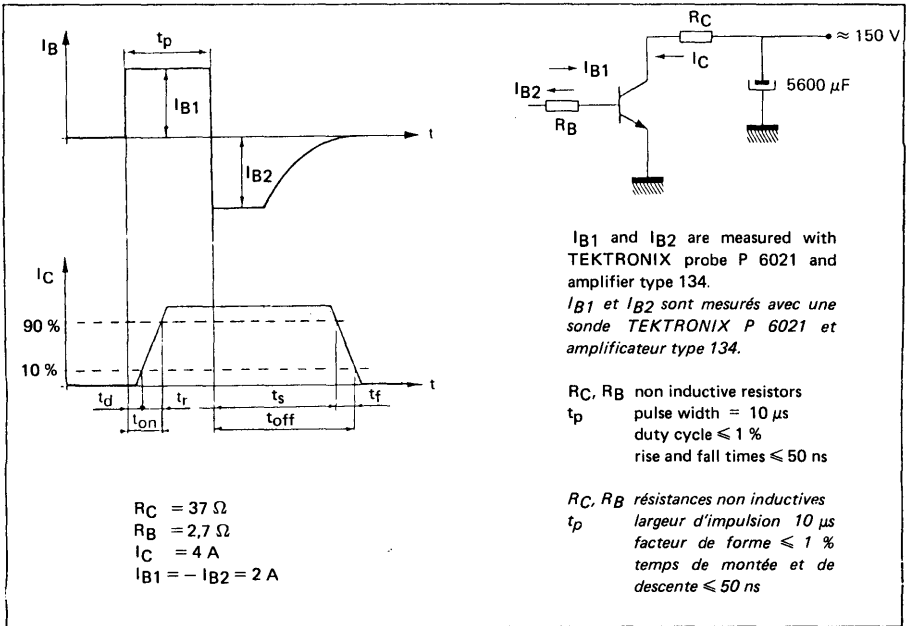 I_B
t_p
I_B1
t
I_B2
I_C
90 %
10 %
t
t_d
t_r
t_on
t_s
t_f
t_off
R_C = 37 Ω
R_B = 2,7 Ω
I_C = 4 A
I_B1 = – I_B2 = 2 A
R_C
≈ 150 V
I_C
I_B1
I_B2
R_B
5600 μF
I_B1 and I_B2 are measured with
TEKTRONIX probe P 6021 and
amplifier type 134.
I_B1 et I_B2 sont mesurés avec une
sonde TEKTRONIX P 6021 et
amplificateur type 134.
R_C, R_B non inductive resistors
t_p pulse width = 10 μs
duty cycle ⩽ 1 %
rise and fall times ⩽ 50 ns
R_C, R_B résistances non inductives
t_p largeur d'impulsion 10 μs
facteur de forme ⩽ 1 %
temps de montée et de
descente ⩽ 50 ns